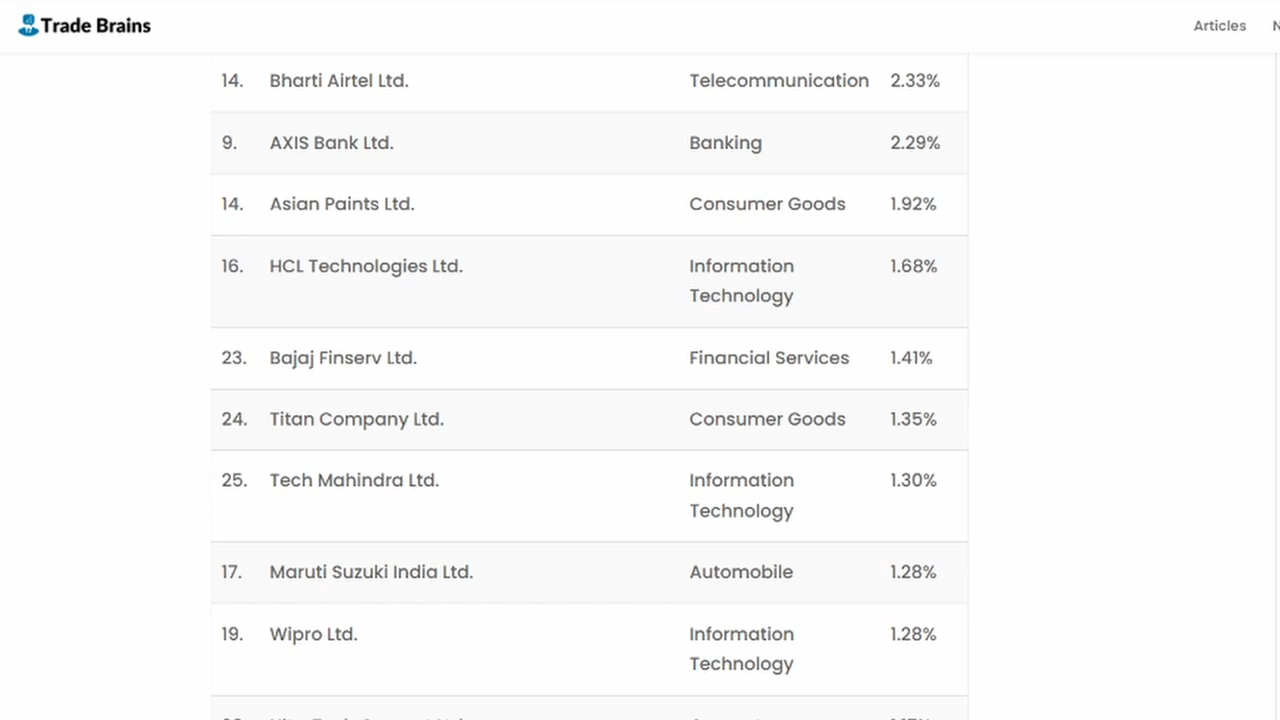 Trade Brains Articles
14. Bharti Airtel Ltd. Telecommunication 2.33%
9. AXIS Bank Ltd. Banking 2.29%
14. Asian Paints Ltd. Consumer Goods 1.92%
16. HCL Technologies Ltd. Information 1.68%
Technology
23. Bajaj Finserv Ltd. Financial Services 1.41%
24. Titan Company Ltd. Consumer Goods 1.35%
25. Tech Mahindra Ltd. Information 1.30%
Technology
17. Maruti Suzuki India Ltd. Automobile 1.28%
19. Wipro Ltd. Information 1.28%
Technology